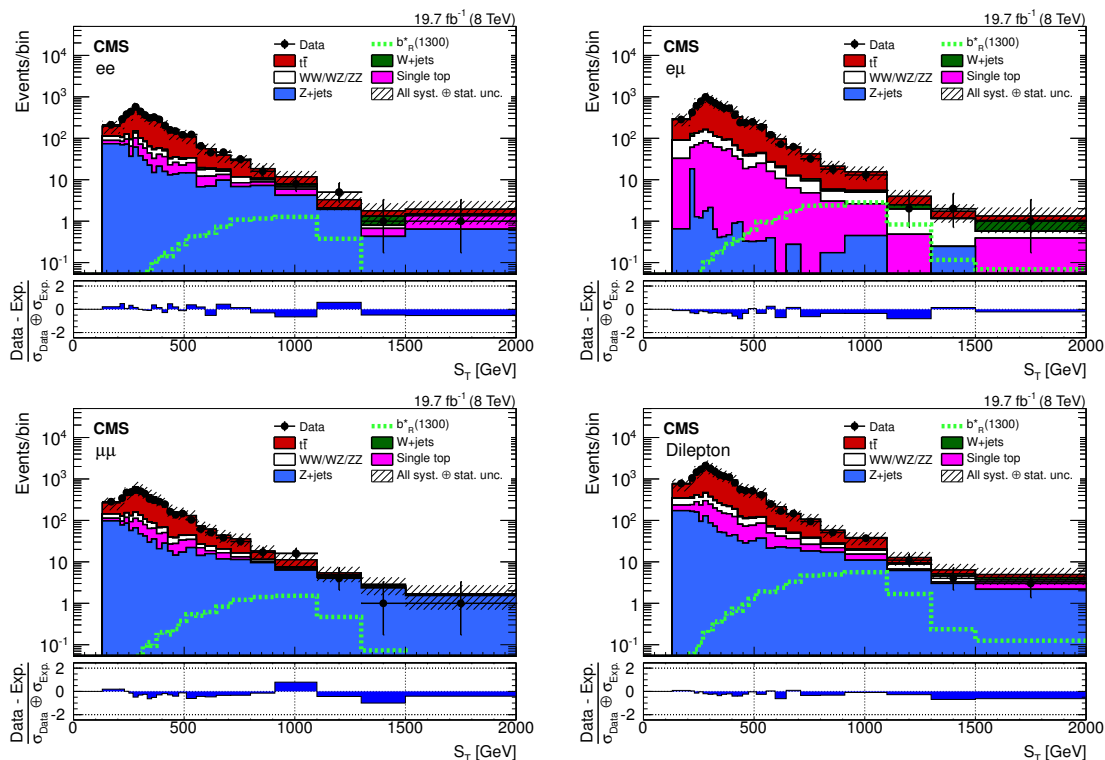 19.7 fb⁻¹ (8 TeV)
Events/bin
10⁴
10³
10²
10
1
10⁻¹
CMS
ee
Data
tt̄
WW/WZ/ZZ
Z+jets
b*R(1300)
W+jets
Single top
All syst. ⊕ stat. unc.
Data - Exp.
σData ⊕ σExp.
2
0
-2
500
1000
1500
2000
S_T [GeV]
19.7 fb⁻¹ (8 TeV)
Events/bin
10⁴
10³
10²
10
1
10⁻¹
CMS
eμ
Data
tt̄
WW/WZ/ZZ
Z+jets
b*R(1300)
W+jets
Single top
All syst. ⊕ stat. unc.
Data - Exp.
σData ⊕ σExp.
2
0
-2
500
1000
1500
2000
S_T [GeV]
19.7 fb⁻¹ (8 TeV)
Events/bin
10⁴
10³
10²
10
1
10⁻¹
CMS
μμ
Data
tt̄
WW/WZ/ZZ
Z+jets
b*R(1300)
W+jets
Single top
All syst. ⊕ stat. unc.
Data - Exp.
σData ⊕ σExp.
2
0
-2
500
1000
1500
2000
S_T [GeV]
19.7 fb⁻¹ (8 TeV)
Events/bin
10⁴
10³
10²
10
1
10⁻¹
CMS
Dilepton
Data
tt̄
WW/WZ/ZZ
Z+jets
b*R(1300)
W+jets
Single top
All syst. ⊕ stat. unc.
Data - Exp.
σData ⊕ σExp.
2
0
-2
500
1000
1500
2000
S_T [GeV]